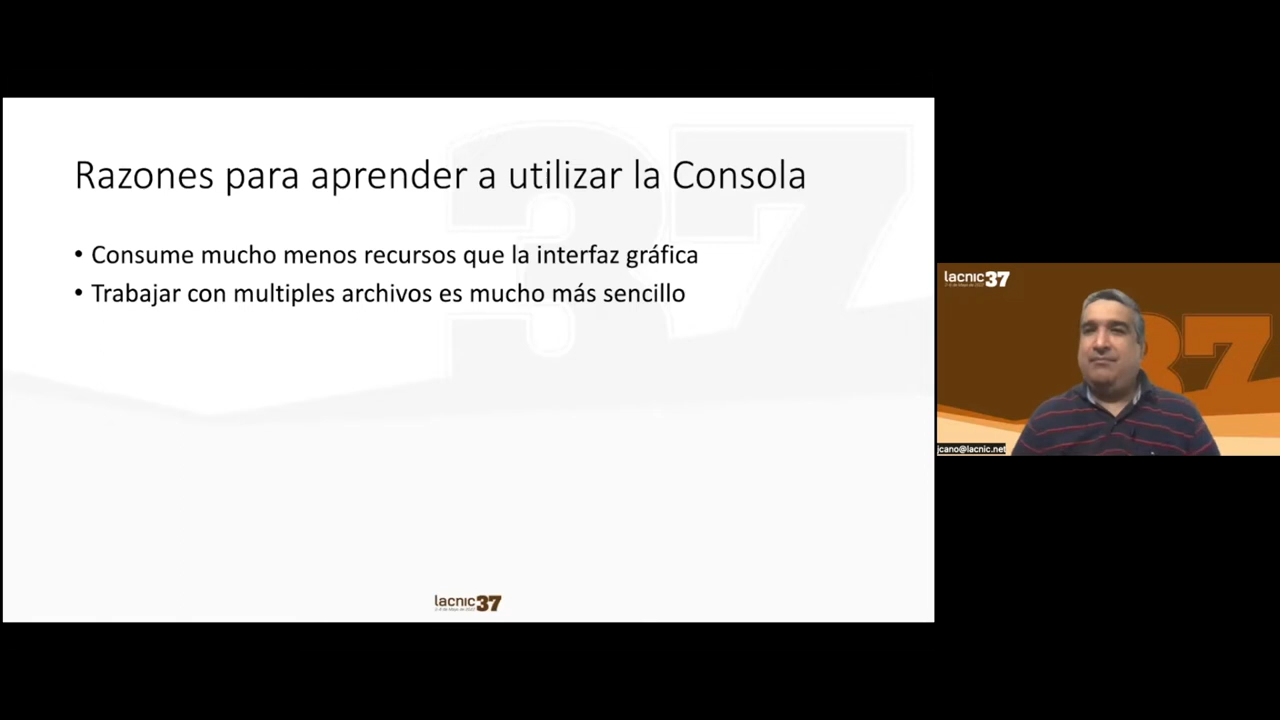 Razones para aprender a utilizar la Consola
• Consume mucho menos recursos que la interfaz gráfica
• Trabajar con multiples archivos es mucho más sencillo
lacnic37
lacnic37
37
jcano@lacnic.net